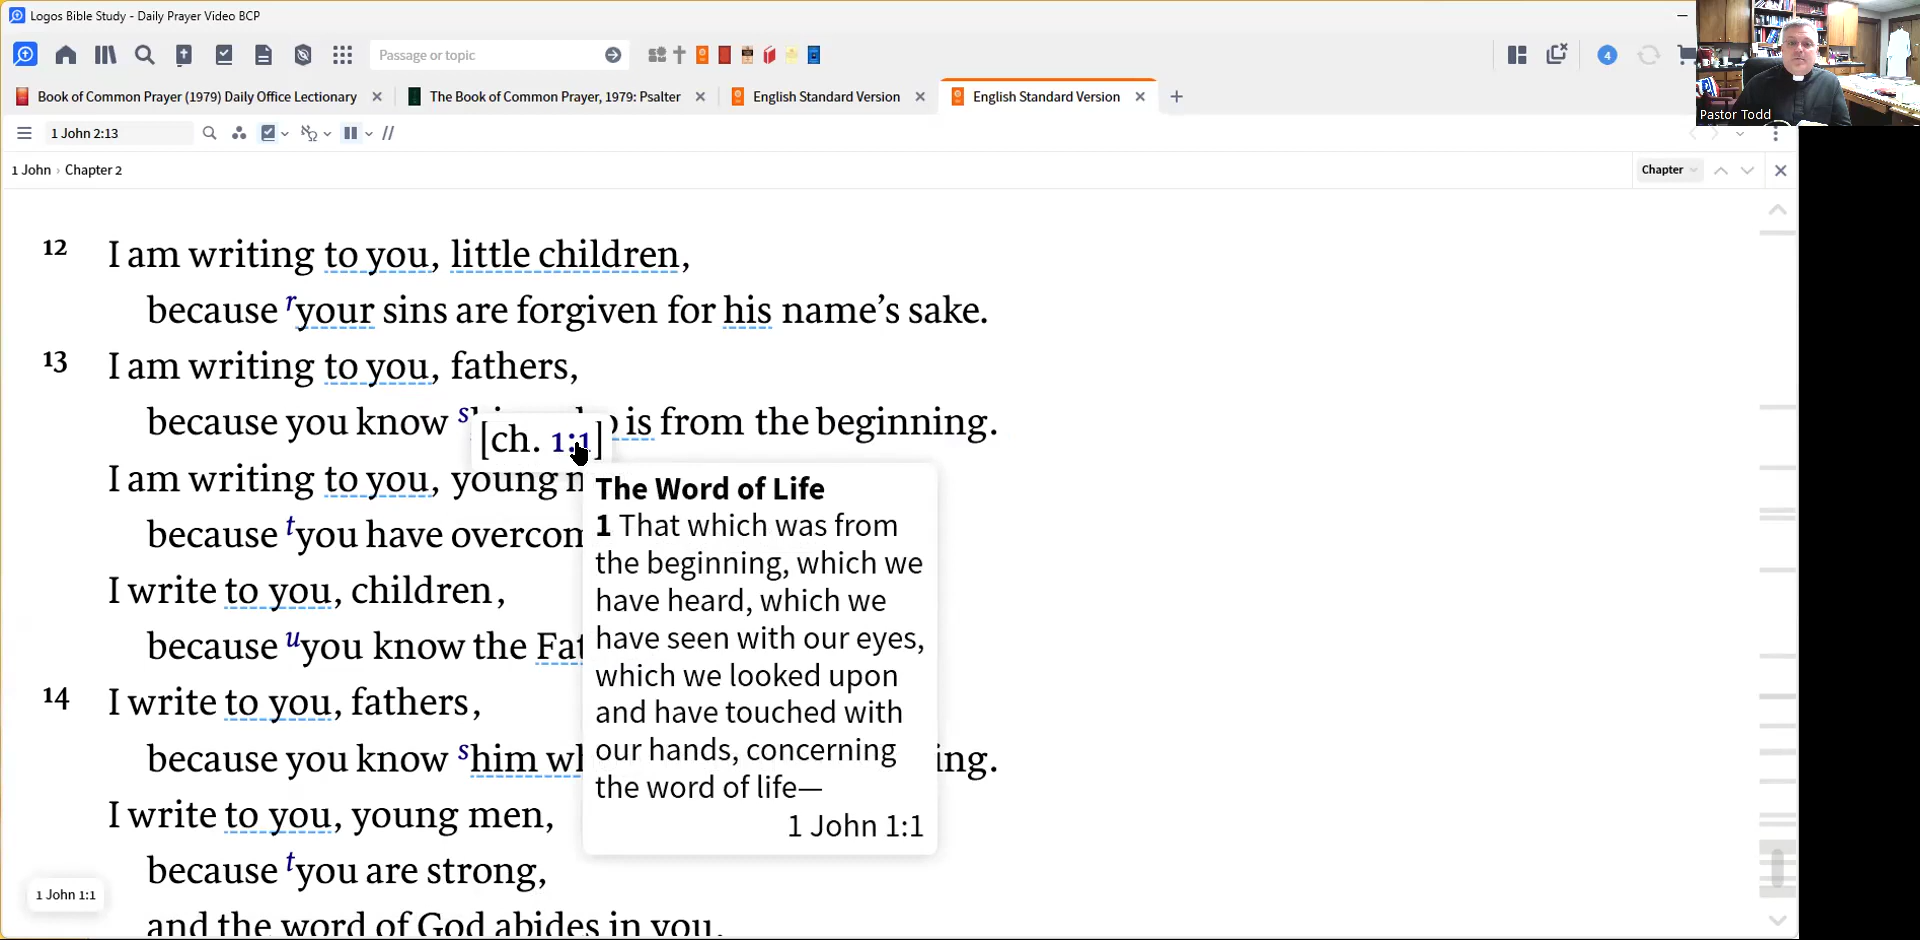 Logos Bible Study - Daily Prayer Video BCP
Passage or topic
4
Book of Common Prayer (1979) Daily Office Lectionary
The Book of Common Prayer, 1979: Psalter
English Standard Version
English Standard Version
Pastor Todd
1 John 2:13
1 John › Chapter 2
Chapter
12 I am writing to you, little children,
because r your sins are forgiven for his name’s sake.
13 I am writing to you, fathers,
because you know s is from the beginning.
[ch. 1:1]
I am writing to you, young
because t you have overcom
I write to you, children,
because u you know the Fat
14 I write to you, fathers,
because you know s him wh ing.
I write to you, young men,
because t you are strong,
and the word of God abides in you,
The Word of Life
1 That which was from
the beginning, which we
have heard, which we
have seen with our eyes,
which we looked upon
and have touched with
our hands, concerning
the word of life—
1 John 1:1
1 John 1:1